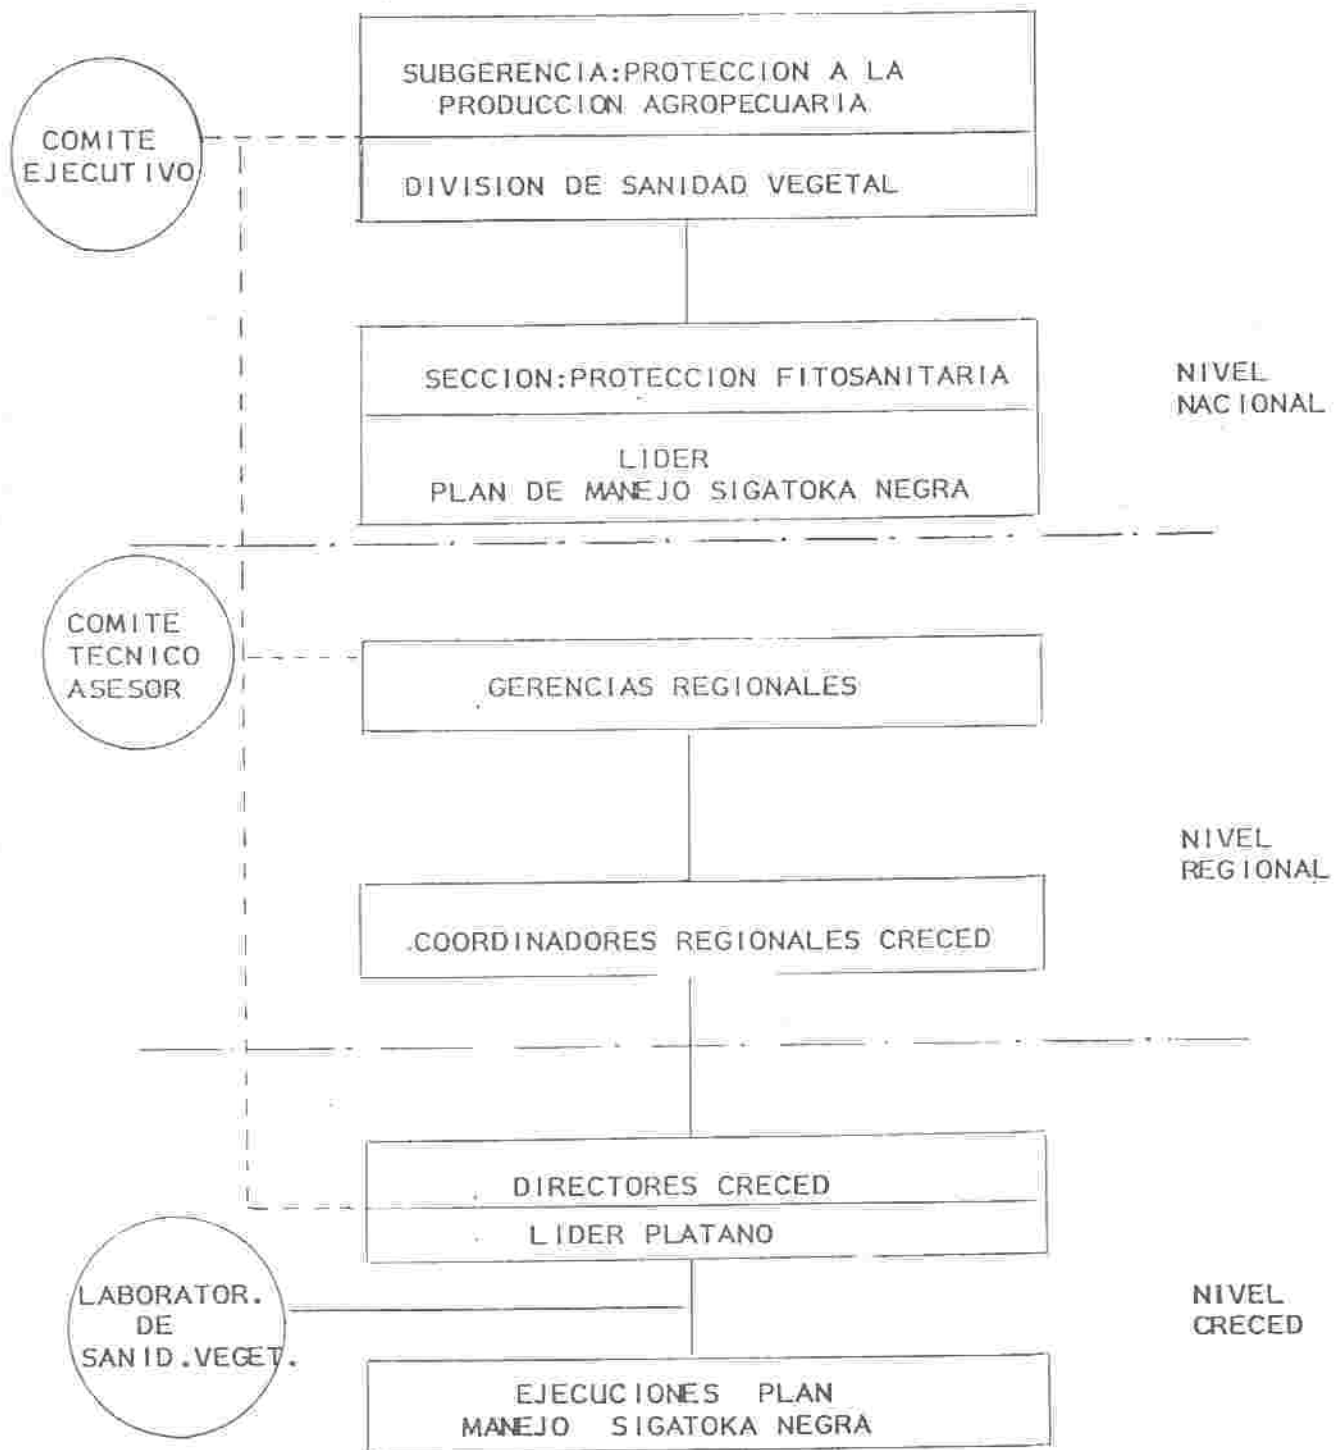 SUBGERENCIA:PROTECCION A LA
PRODUCCION AGROPECUARIA
COMITE
EJECUTIVO
DIVISION DE SANIDAD VEGETAL
SECCION:PROTECCION FITOSANITARIA
LIDER
PLAN DE MANEJO SIGATOKA NEGRA
NIVEL
NACIONAL
COMITE
TECNICO
ASESOR
GERENCIAS REGIONALES
NIVEL
REGIONAL
COORDINADORES REGIONALES CRECED
DIRECTORES CRECED
LIDER PLATANO
LABORATOR.
DE
SANID.VEGET.
NIVEL
CRECED
EJECUCIONES PLAN
MANEJO SIGATOKA NEGRA